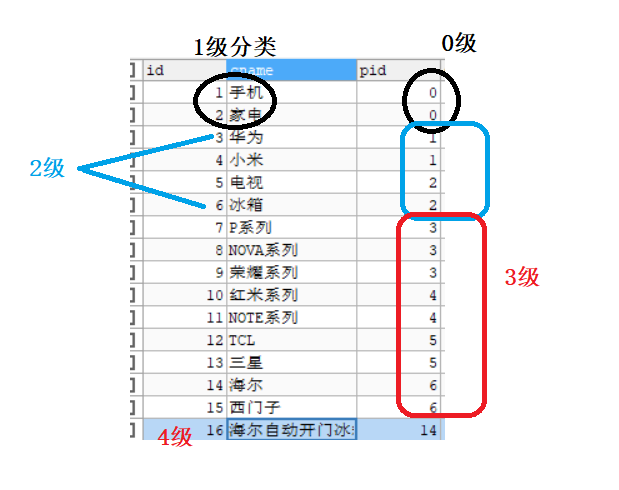 1级分类 0级
id cname pid
1 手机 0
2 家电 0
3 华为 1
2级
4 小米 1
5 电视 2
6 冰箱 2
7 P系列 3
8 NOVA系列 3
9 荣耀系列 3
3级
10 红米系列 4
11 NOTE系列 4
12 TCL 5
13 三星 5
14 海尔 6
15 西门子 6
4级 16 海尔自动开门冰 14